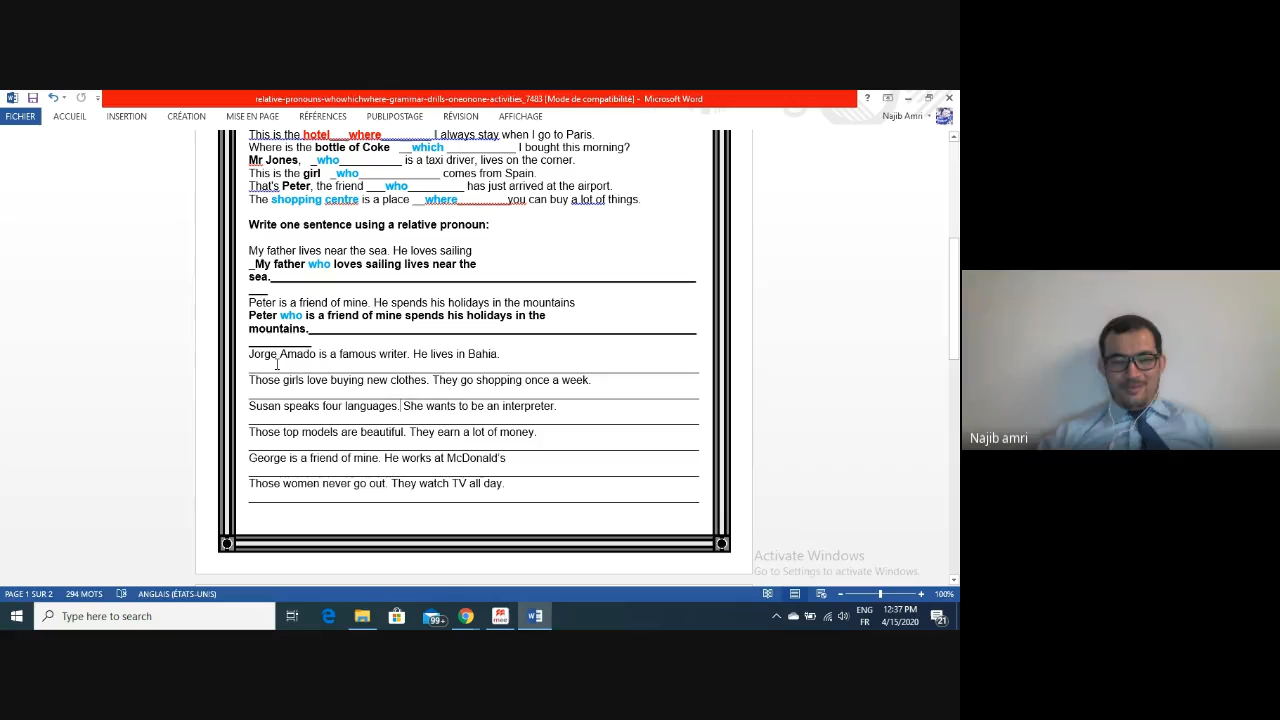 relative-pronouns-whowhichwhere-grammar-drills-oneonone-activities_7483 [Mode de compatibilité] - Microsoft Word
FICHIER ACCUEIL INSERTION CRÉATION MISE EN PAGE RÉFÉRENCES PUBLIPOSTAGE RÉVISION AFFICHAGE Najib Amri
This is the hotel___where________ I always stay when I go to Paris.
Where is the bottle of Coke __which __________ I bought this morning?
Mr Jones, _who_________ is a taxi driver, lives on the corner.
This is the girl _who____________ comes from Spain.
That's Peter, the friend ___who________ has just arrived at the airport.
The shopping centre is a place __where________you can buy a lot of things.
Write one sentence using a relative pronoun:
My father lives near the sea. He loves sailing
_My father who loves sailing lives near the
sea.
Peter is a friend of mine. He spends his holidays in the mountains
Peter who is a friend of mine spends his holidays in the
mountains.
Jorge Amado is a famous writer. He lives in Bahia.
Those girls love buying new clothes. They go shopping once a week.
Susan speaks four languages. She wants to be an interpreter.
Those top models are beautiful. They earn a lot of money.
George is a friend of mine. He works at McDonald's
Those women never go out. They watch TV all day.
Najib amri
Activate Windows
Go to Settings to activate Windows.
PAGE 1 SUR 2 294 MOTS ANGLAIS (ÉTATS-UNIS) 100%
Type here to search
99+
ENG
FR
12:37 PM
4/15/2020
21